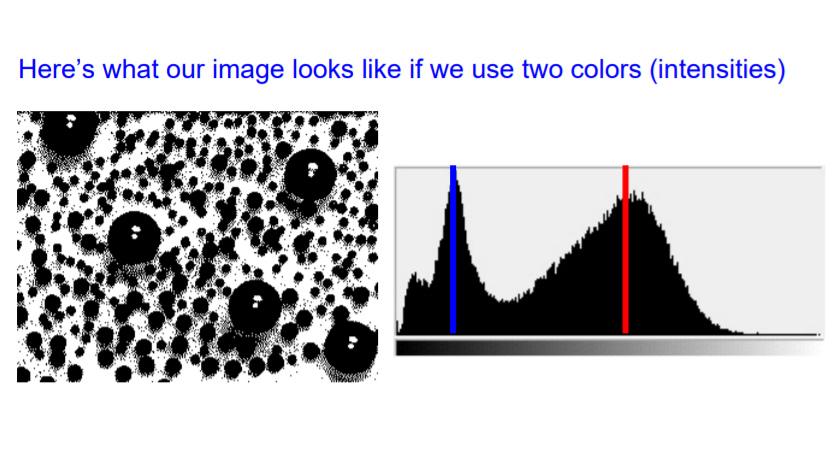 Here’s what our image looks like if we use two colors (intensities)